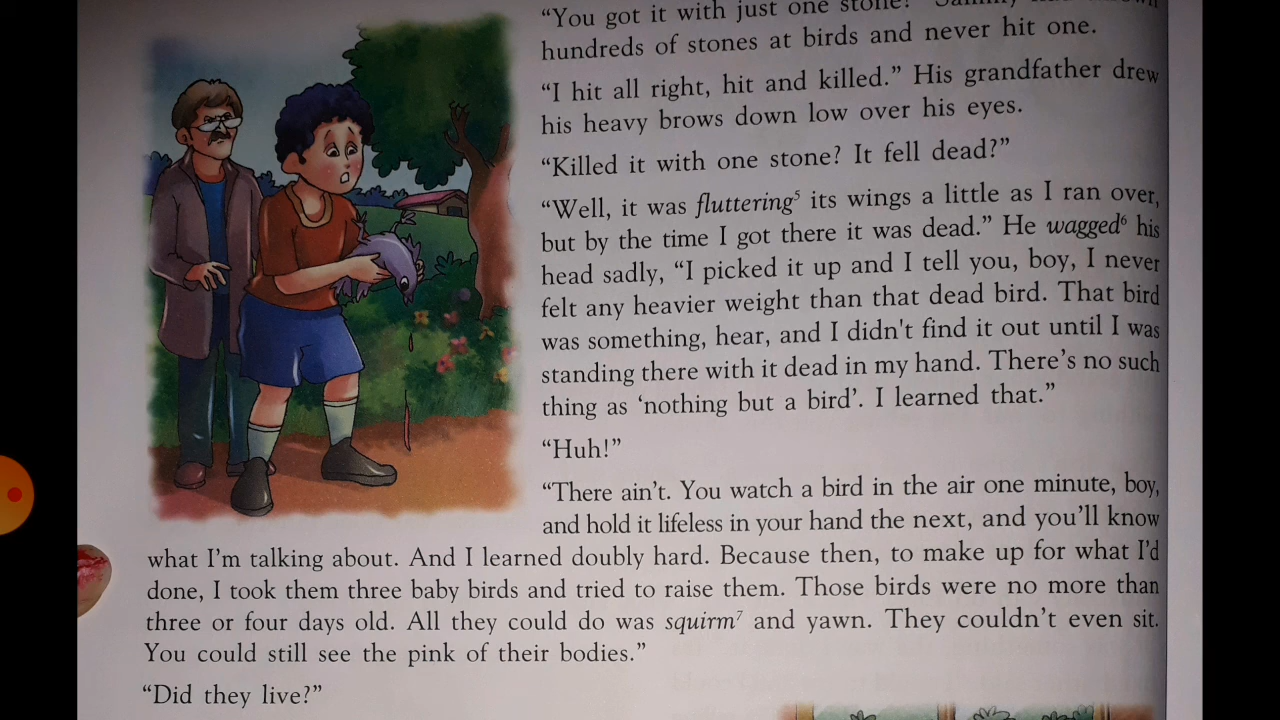 “You got it with just one stone!”
hundreds of stones at birds and never hit one.
“I hit all right, hit and killed.” His grandfather drew
his heavy brows down low over his eyes.
“Killed it with one stone? It fell dead?”
“Well, it was fluttering⁵ its wings a little as I ran over,
but by the time I got there it was dead.” He wagged⁶ his
head sadly, “I picked it up and I tell you, boy, I never
felt any heavier weight than that dead bird. That bird
was something, hear, and I didn't find it out until I was
standing there with it dead in my hand. There’s no such
thing as ‘nothing but a bird’. I learned that.”
“Huh!”
“There ain’t. You watch a bird in the air one minute, boy,
and hold it lifeless in your hand the next, and you’ll know
what I’m talking about. And I learned doubly hard. Because then, to make up for what I’d
done, I took them three baby birds and tried to raise them. Those birds were no more than
three or four days old. All they could do was squirm⁷ and yawn. They couldn’t even sit.
You could still see the pink of their bodies.”
“Did they live?”